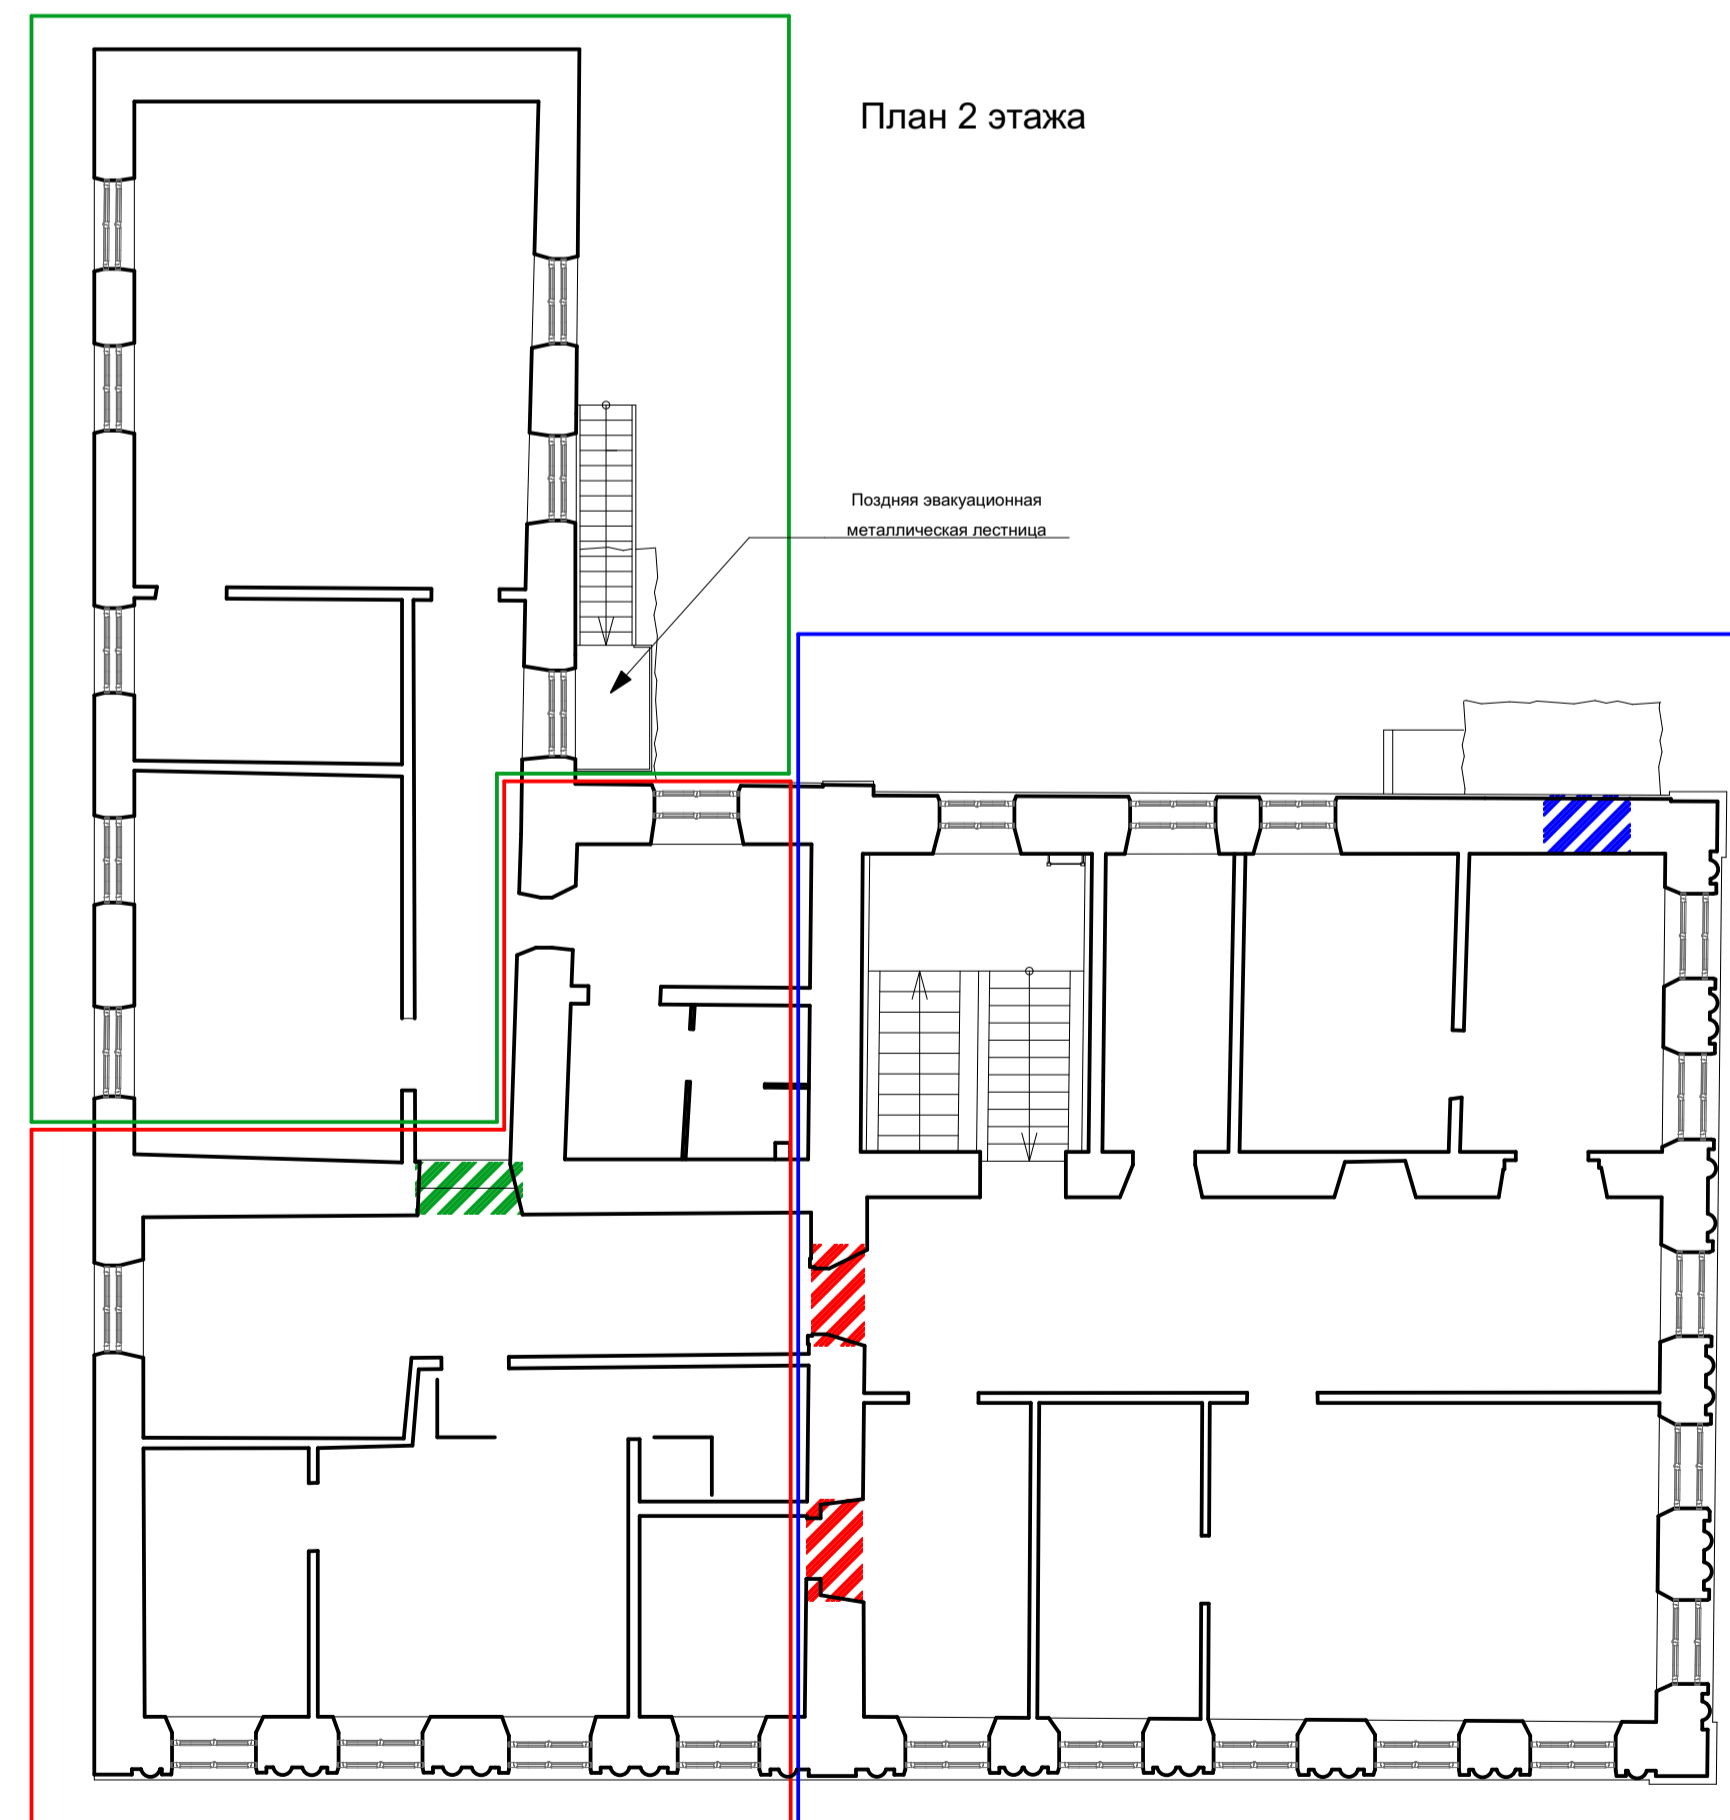 План 2 этажа
Поздняя эвакуационная
металлическая лестница